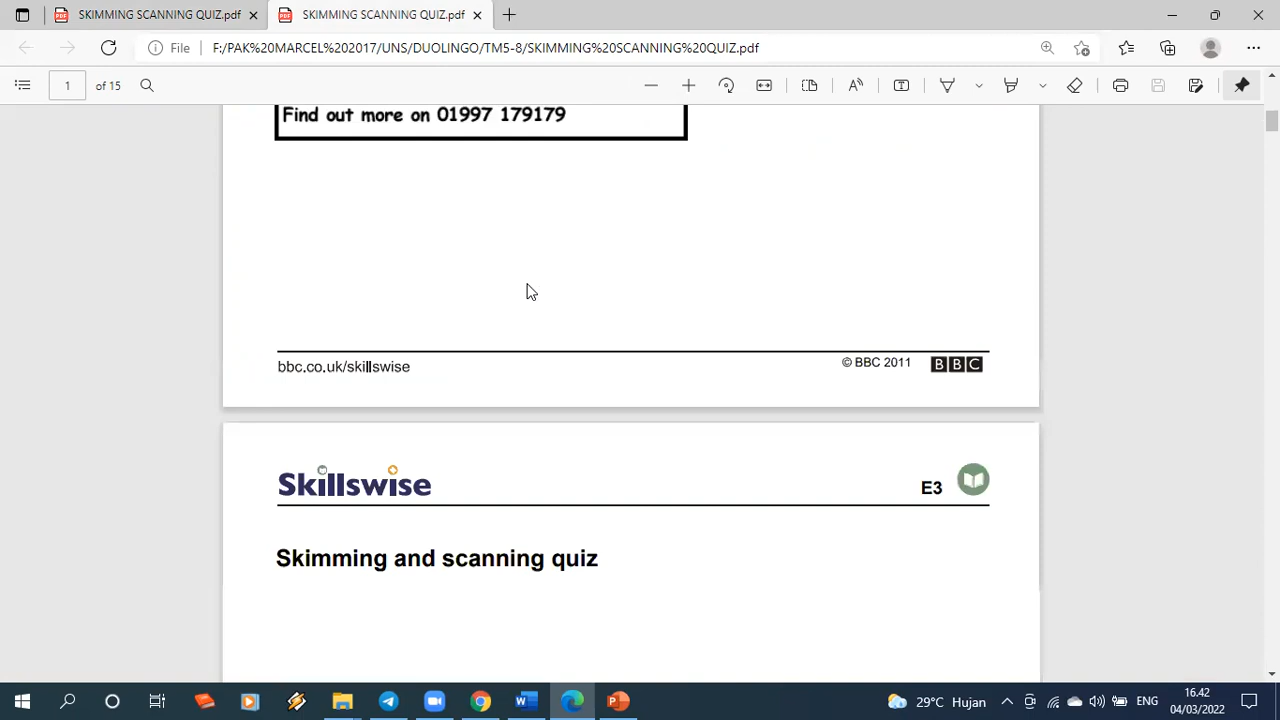 SKIMMING SCANNING QUIZ.pdf
SKIMMING SCANNING QUIZ.pdf
File
F:/PAK%20MARCEL%202017/UNS/DUOLINGO/TM5-8/SKIMMING%20SCANNING%20QUIZ.pdf
1 of 15
Find out more on 01997 179179
bbc.co.uk/skillswise
© BBC 2011 BBC
Skillswise
E3
Skimming and scanning quiz
29°C Hujan
ENG
16.42
04/03/2022